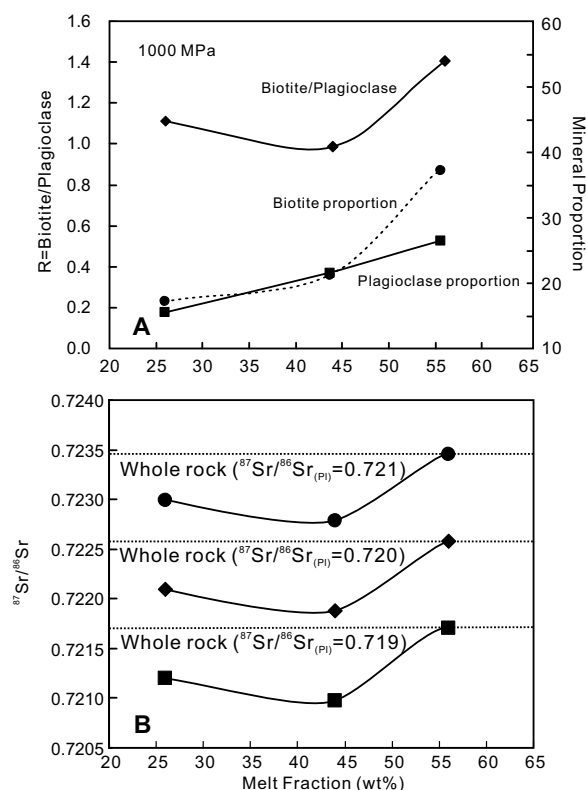 1.6
1.4
1.2
1.0
0.8
0.6
0.4
0.2
0.0
R=Biotite/Plagioclase
1000 MPa
Biotite/Plagioclase
Biotite proportion
Plagioclase proportion
A
60
50
40
30
20
10
Mineral
Proportion
20 25 30 35 40 45 50 55 60 65
0.7240
0.7235
0.7230
0.7225
0.7220
0.7215
0.7210
0.7205
⁸⁷Sr/⁸⁶Sr
Whole rock (⁸⁷Sr/⁸⁶Sr(Pl)=0.721)
Whole rock (⁸⁷Sr/⁸⁶Sr(Pl)=0.720)
Whole rock (⁸⁷Sr/⁸⁶Sr(Pl)=0.719)
B
20 25 30 35 40 45 50 55 60 65
Melt Fraction (wt%)